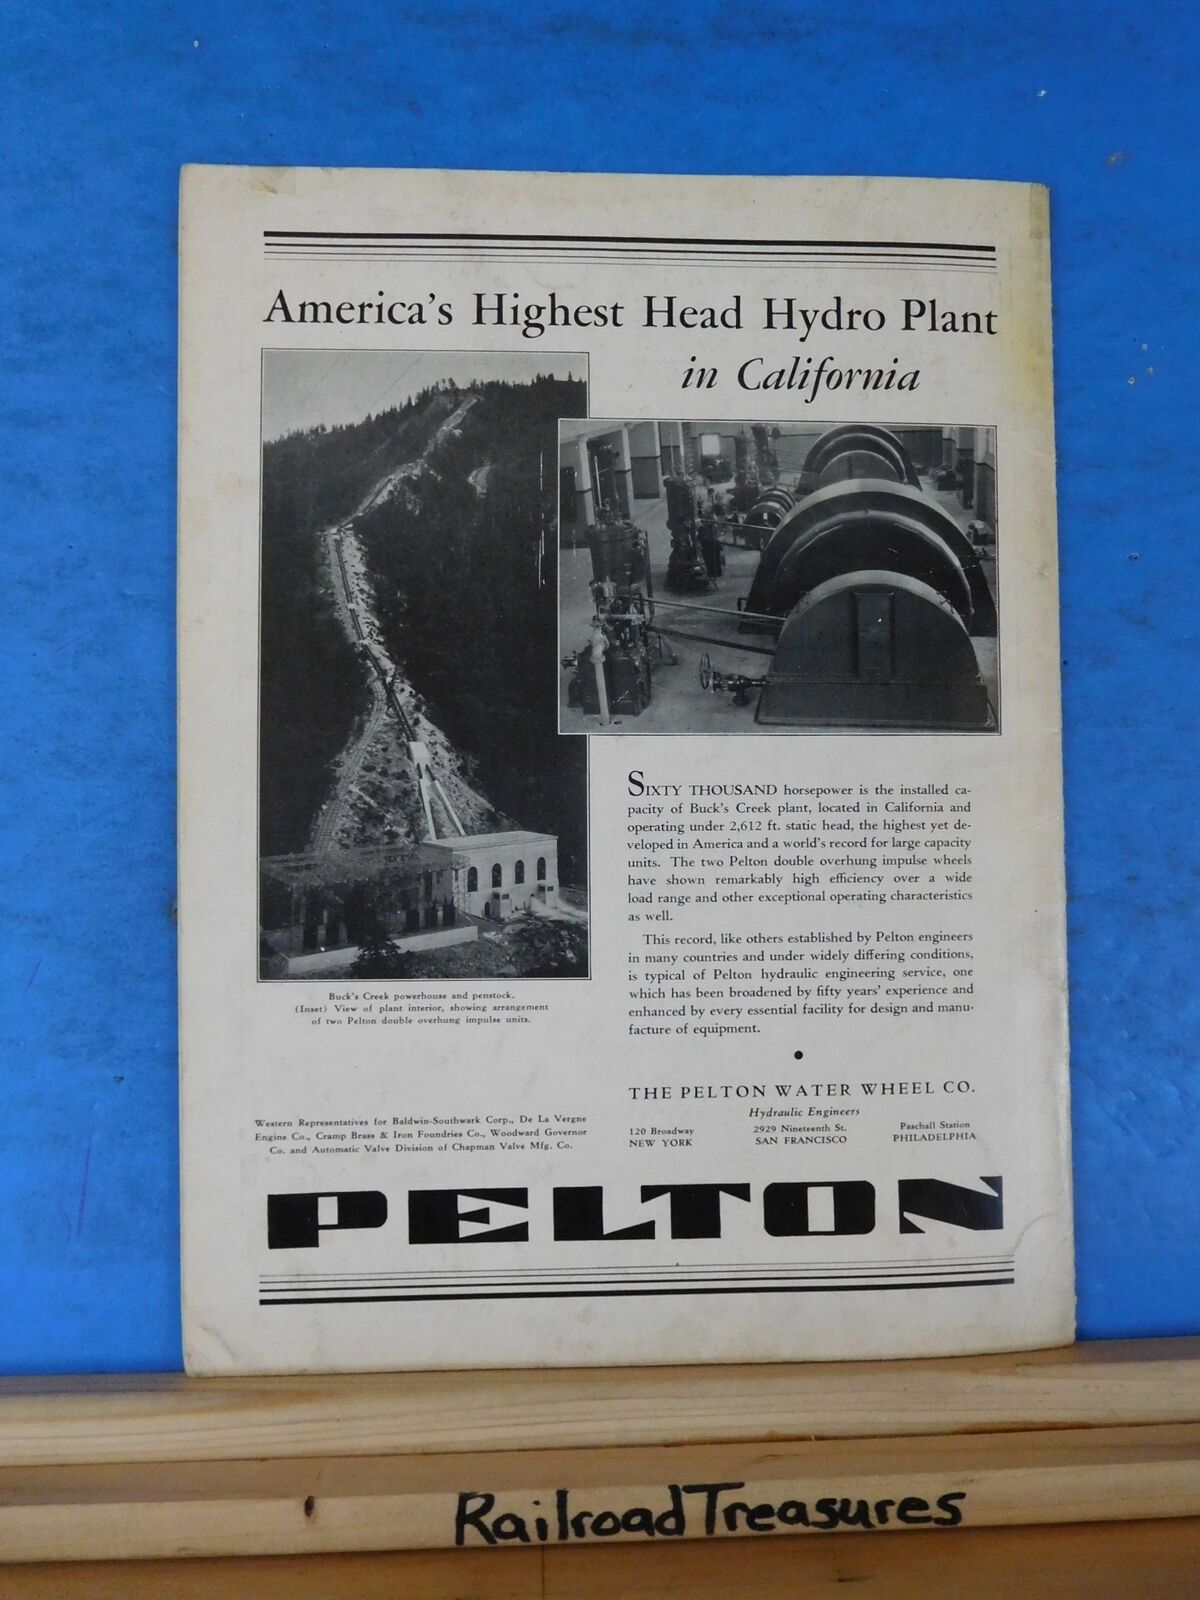 America's Highest Head Hydro Plant
in California
SIXTY THOUSAND horsepower is the installed ca-
pacity of Buck's Creek plant, located in California and
operating under 2,612 ft. static head, the highest yet de-
veloped in America and a world's record for large capacity
units. The two Pelton double overhung impulse wheels
have shown remarkably high efficiency over a wide
load range and other exceptional operating characteristics
as well.
This record, like others established by Pelton engineers
in many countries and under widely differing conditions,
is typical of Pelton hydraulic engineering service, one
which has been broadened by fifty years' experience and
enhanced by every essential facility for design and manu-
facture of equipment.
Buck's Creek powerhouse and penstock.
(Inset) View of plant interior, showing arrangement
of two Pelton double overhung impulse units.
THE PELTON WATER WHEEL CO.
Hydraulic Engineers
120 Broadway
NEW YORK
2929 Nineteenth St.
SAN FRANCISCO
Paschall Station
PHILADELPHIA
Western Representatives for Baldwin-Southwark Corp., De La Vergne
Engine Co., Cramp Brass & Iron Foundries Co., Woodward Governor
Co. and Automatic Valve Division of Chapman Valve Mfg. Co.
PELTON
Railroad Treasures